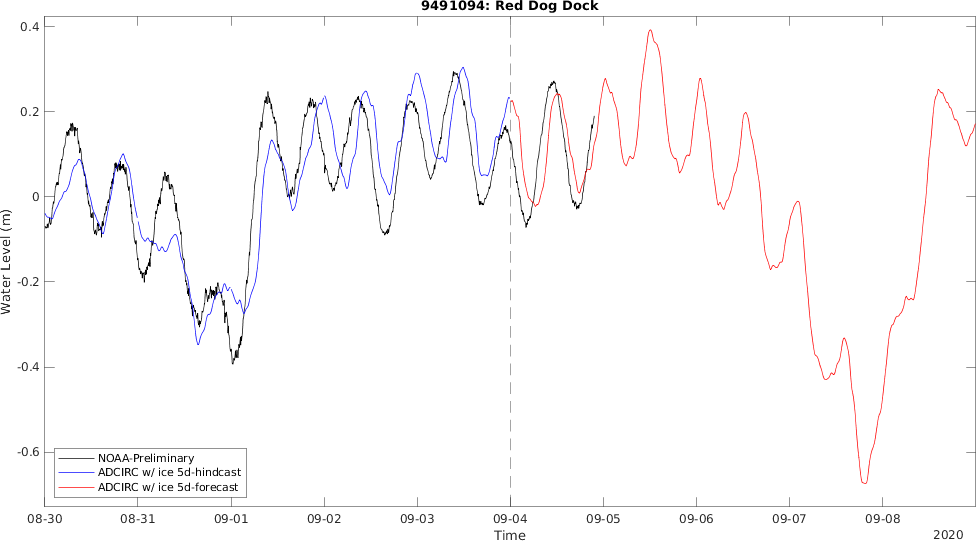 9491094: Red Dog Dock
0.4
0.2
0
-0.2
-0.4
-0.6
Water Level (m)
NOAA-Preliminary
ADCIRC w/ ice 5d-hindcast
ADCIRC w/ ice 5d-forecast
08-30 08-31 09-01 09-02 09-03 09-04 09-05 09-06 09-07 09-08
Time
2020